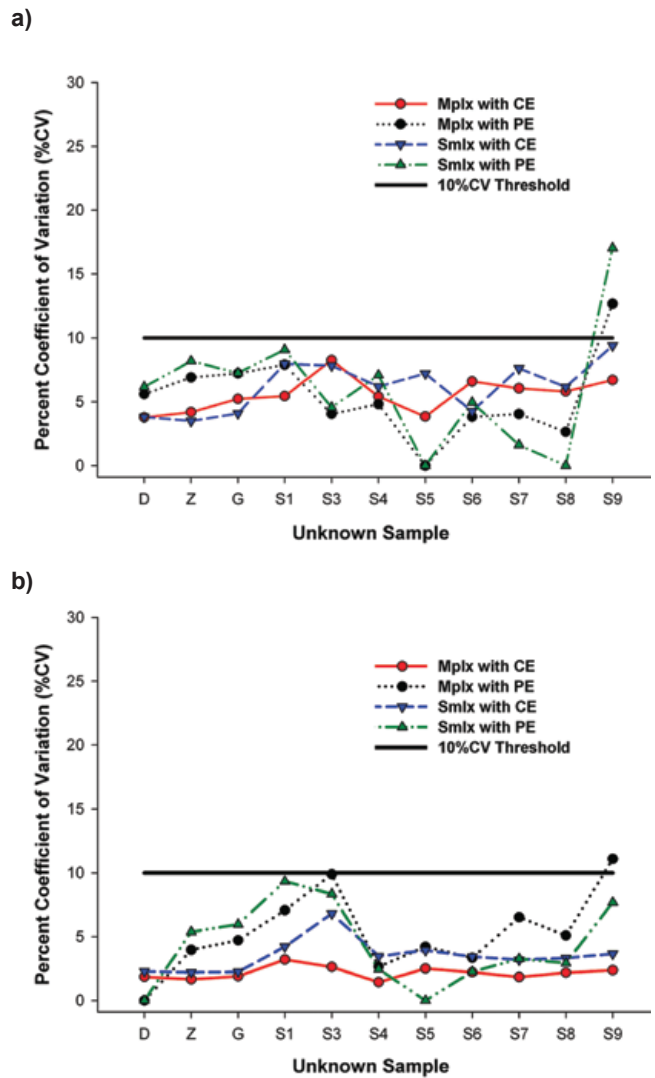 a)
30
25
20
15
10
5
0
Percent Coefficient of Variation (%CV)
Mplx with CE
Mplx with PE
Smlx with CE
Smlx with PE
10%CV Threshold
D Z G S1 S3 S4 S5 S6 S7 S8 S9
Unknown Sample
b)
30
25
20
15
10
5
0
Percent Coefficient of Variation (%CV)
Mplx with CE
Mplx with PE
Smlx with CE
Smlx with PE
10%CV Threshold
D Z G S1 S3 S4 S5 S6 S7 S8 S9
Unknown Sample